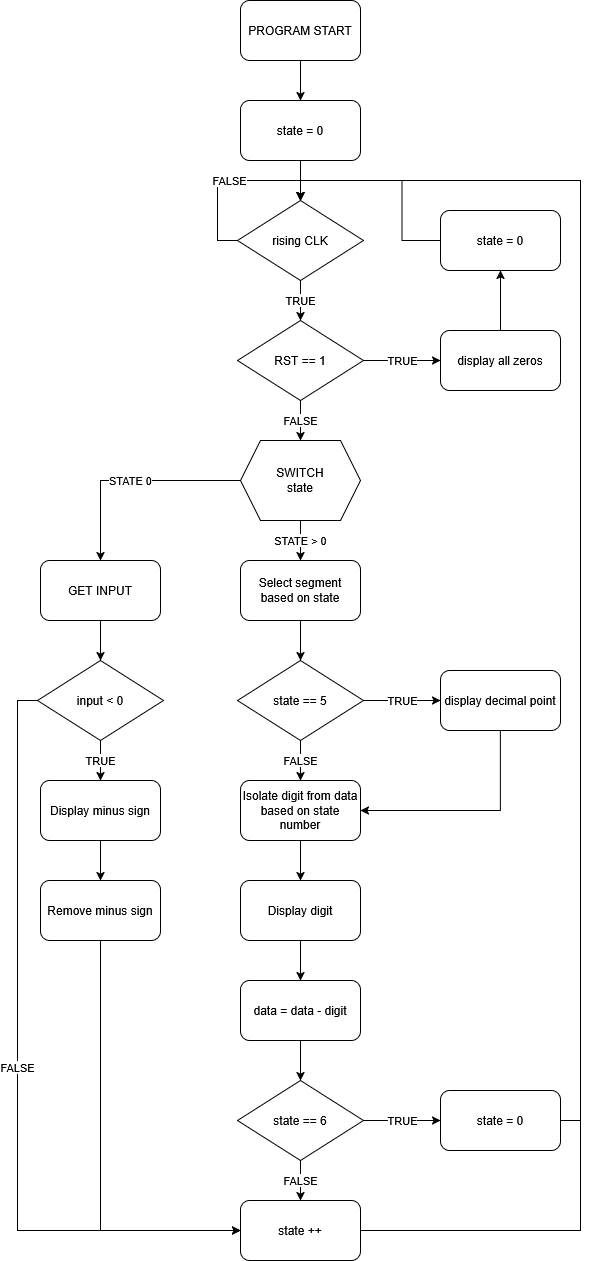 PROGRAM START
state = 0
FALSE
rising CLK
state = 0
TRUE
RST == 1
TRUE
display all zeros
FALSE
SWITCH
state
STATE 0
STATE > 0
GET INPUT
Select segment
based on state
input < 0
state == 5
TRUE
display decimal point
TRUE
FALSE
Display minus sign
Isolate digit from data
based on state
number
Remove minus sign
Display digit
data = data - digit
FALSE
state == 6
TRUE
state = 0
FALSE
state ++